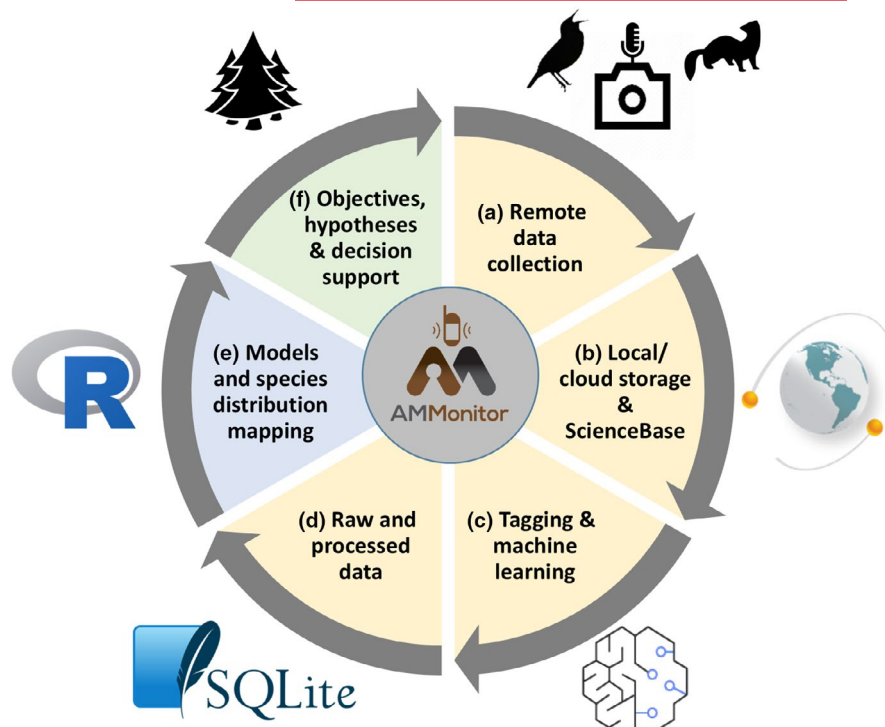 (f) Objectives,
hypotheses
& decision
support
(a) Remote
data
collection
(e) Models
and species
distribution
mapping
AMMonitor
(b) Local/
cloud storage
&
ScienceBase
R
(d) Raw and
processed
data
(c) Tagging &
machine
learning
SQLite